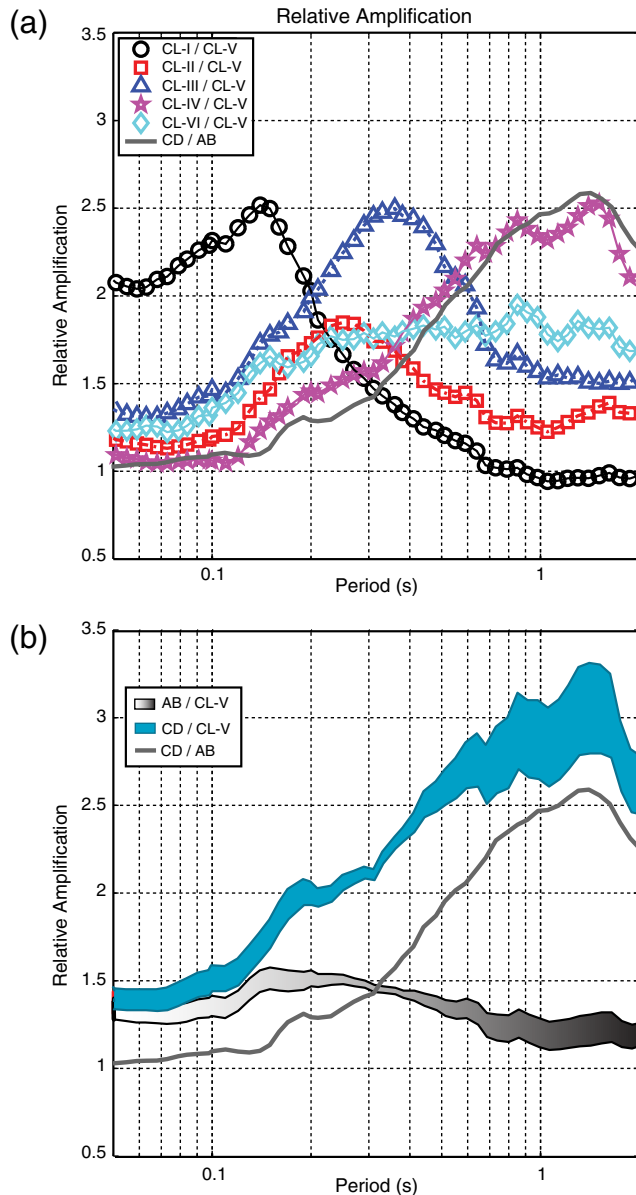 (a)
Relative Amplification
3.5
3
2.5
2
1.5
1
0.5
Relative Amplification
CL-I / CL-V
CL-II / CL-V
CL-III / CL-V
CL-IV / CL-V
CL-VI / CL-V
CD / AB
0.1
1
Period (s)
(b)
3.5
3
2.5
2
1.5
1
0.5
Relative Amplification
AB / CL-V
CD / CL-V
CD / AB
0.1
1
Period (s)